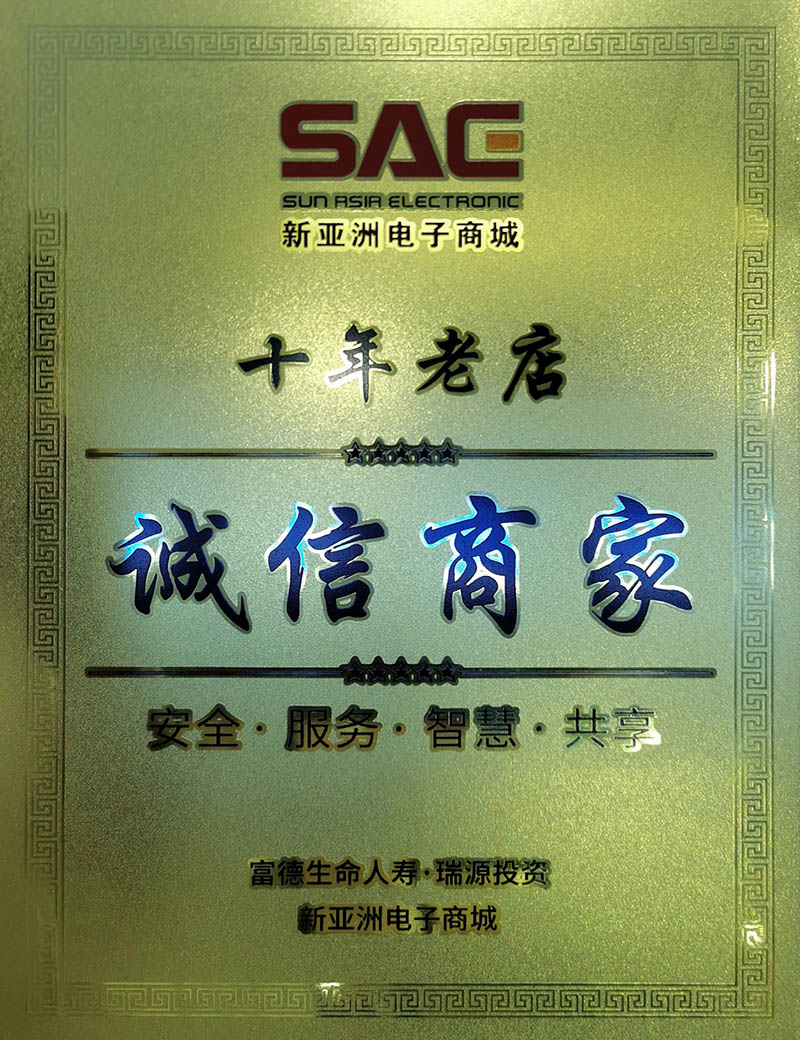 SAE
SUN ASIA ELECTRONIC
新亚洲电子商城
十年老店
诚信商家
安全·服务·智慧·共享
富德生命人寿·瑞源投资
新亚洲电子商城